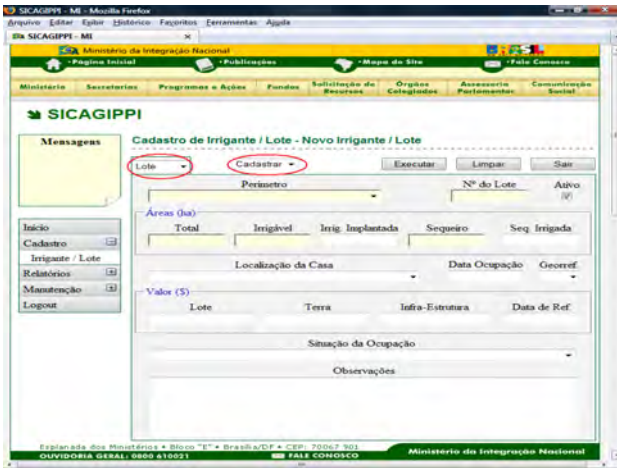 SICAGIPPI - MI - Mozilla Firefox
Arquivo Editar Exibir Histórico Favoritos Ferramentas Ajuda
SICAGIPPI - MI
Ministério da Integração Nacional
BRASIL
Página Inicial Publicações Mapa do Site Fale Conosco
Ministério Secretarias Programas e Ações Fundos Solicitação de Recursos Órgãos Colegiados Assessoria Parlamentar Comunicação Social
SICAGIPPI
Mensagens
Cadastro de Irrigante / Lote - Novo Irrigante / Lote
Lote Cadastrar Executar Limpar Sair
Perímetro Nº do Lote Ativo
Áreas (ha)
Total Irrigável Irrig. Implantada Sequeiro Seq. Irrigada
Início
Cadastro
Irrigante / Lote
Relatórios
Manutenção
Logout
Localização da Casa Data Ocupação Georref.
Valor ($)
Lote Terra Infra-Estrutura Data de Ref.
Situação da Ocupação
Observações
Esplanada dos Ministérios • Bloco "E" • Brasília/DF • CEP: 70067-901
OUVIDORIA GERAL: 0800 610021 FALE CONOSCO Ministério da Integração Nacional